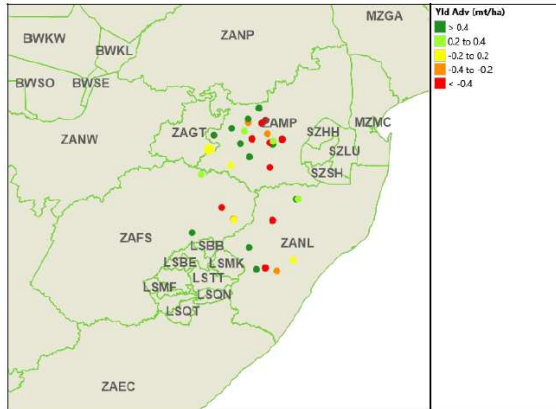 MZGA
BWKW
ZANP
BWKL
BWSO
BWSE
ZANW
ZAGT
ZAMP
MZMC
SZHH
SZLU
SZSH
ZAFS
ZANL
LSBB
LSBE
LSMK
LSTT
LSMF
LSQN
LSQT
ZAEC
Yld Adv (mt/ha)
> 0.4
0.2 to 0.4
-0.2 to 0.2
-0.4 to -0.2
< -0.4